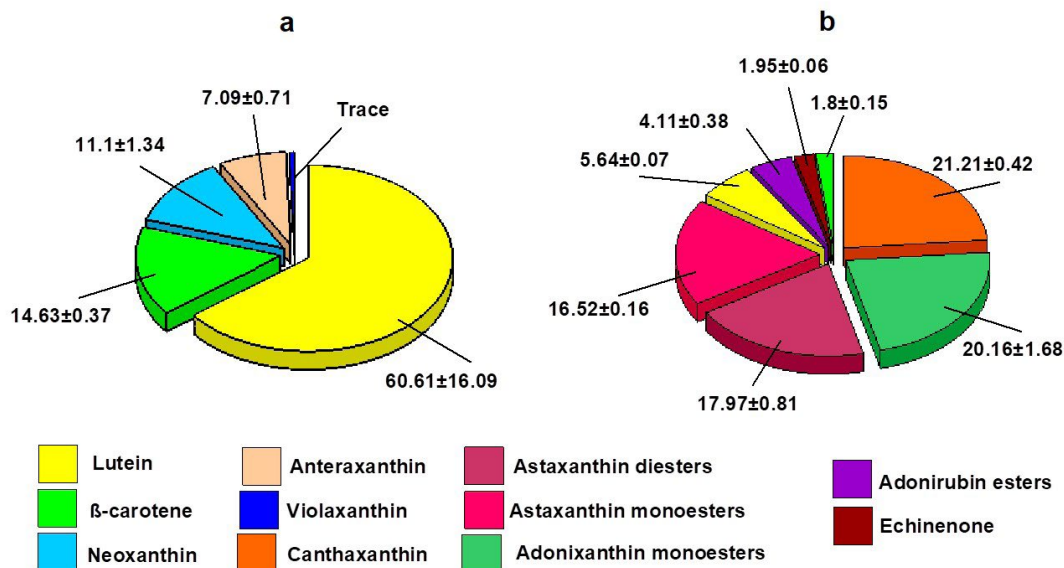 a
b
7.09±0.71
Trace
11.1±1.34
14.63±0.37
60.61±16.09
1.95±0.06
4.11±0.38
1.8±0.15
5.64±0.07
21.21±0.42
16.52±0.16
20.16±1.68
17.97±0.81
Lutein
ß-carotene
Neoxanthin
Anteraxanthin
Violaxanthin
Canthaxanthin
Astaxanthin diesters
Astaxanthin monoesters
Adonixanthin monoesters
Adonirubin esters
Echinenone